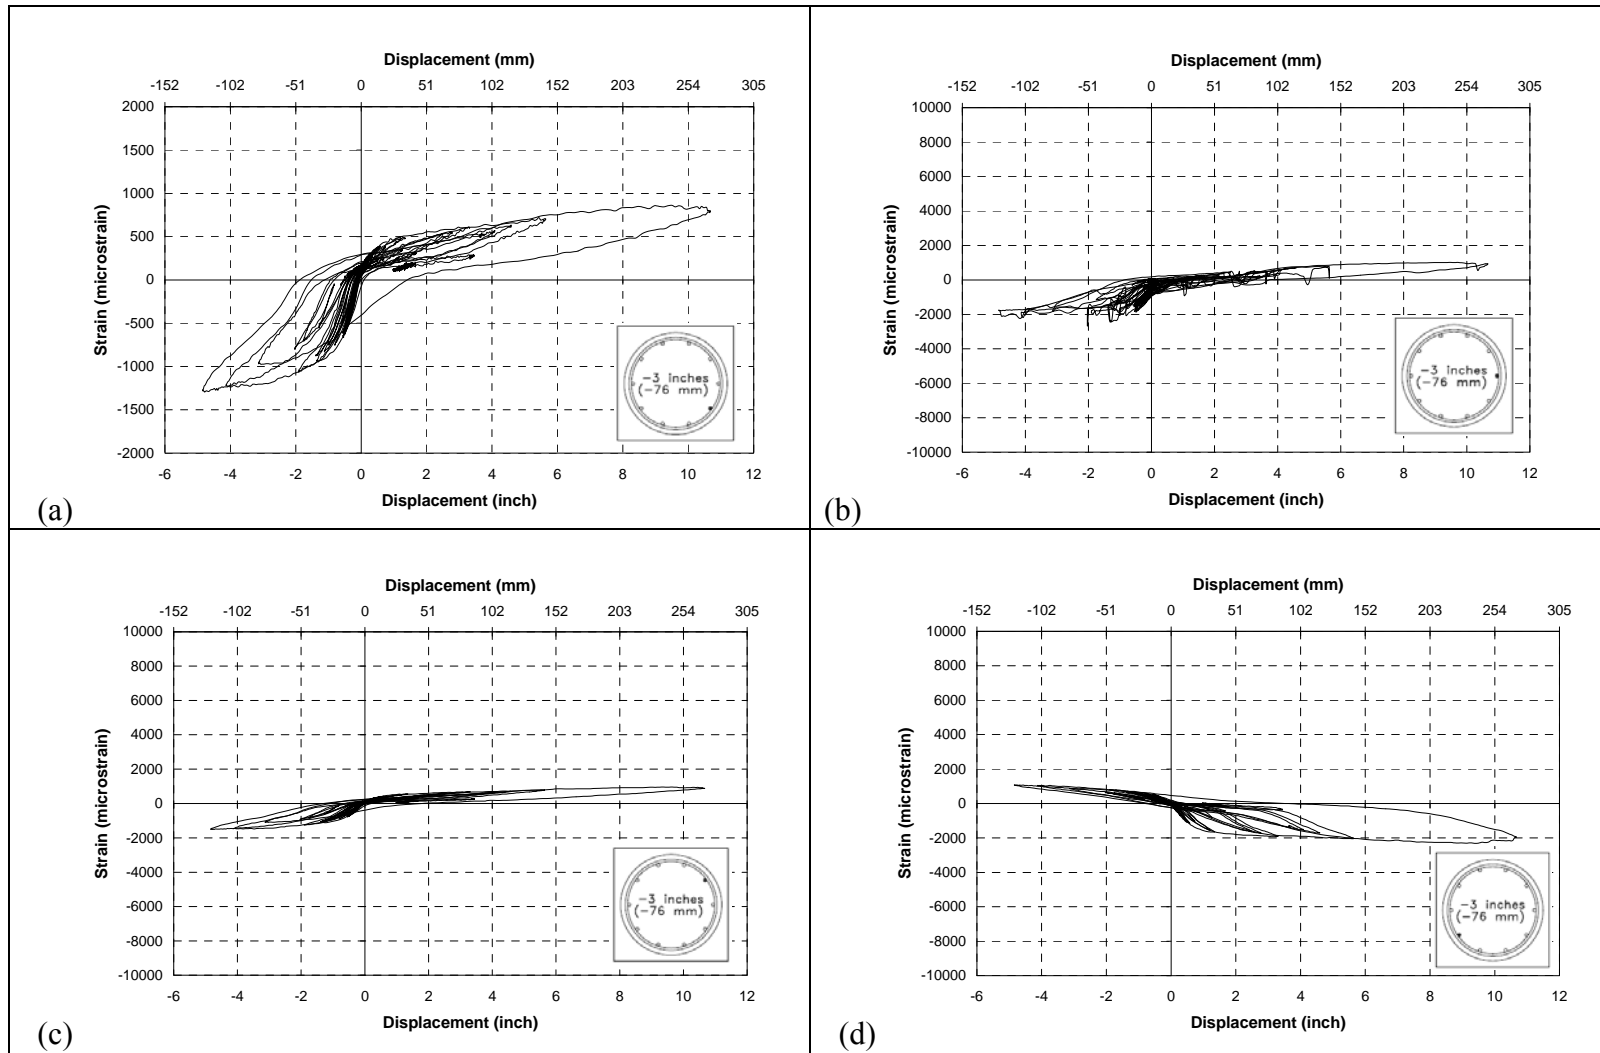 Displacement (mm)
-152 -102 -51 0 51 102 152 203 254 305
2000
1500
1000
500
0
-500
-1000
-1500
-2000
Strain (microstrain)
−3 inches
(−76 mm)
-6 -4 -2 0 2 4 6 8 10 12
Displacement (inch)
(a)
Displacement (mm)
-152 -102 -51 0 51 102 152 203 254 305
10000
8000
6000
4000
2000
0
-2000
-4000
-6000
-8000
-10000
Strain (microstrain)
−3 inches
(−76 mm)
-6 -4 -2 0 2 4 6 8 10 12
Displacement (inch)
(b)
Displacement (mm)
-152 -102 -51 0 51 102 152 203 254 305
10000
8000
6000
4000
2000
0
-2000
-4000
-6000
-8000
-10000
Strain (microstrain)
−3 inches
(−76 mm)
-6 -4 -2 0 2 4 6 8 10 12
Displacement (inch)
(c)
Displacement (mm)
-152 -102 -51 0 51 102 152 203 254 305
10000
8000
6000
4000
2000
0
-2000
-4000
-6000
-8000
-10000
Strain (microstrain)
−3 inches
(−76 mm)
-6 -4 -2 0 2 4 6 8 10 12
Displacement (inch)
(d)